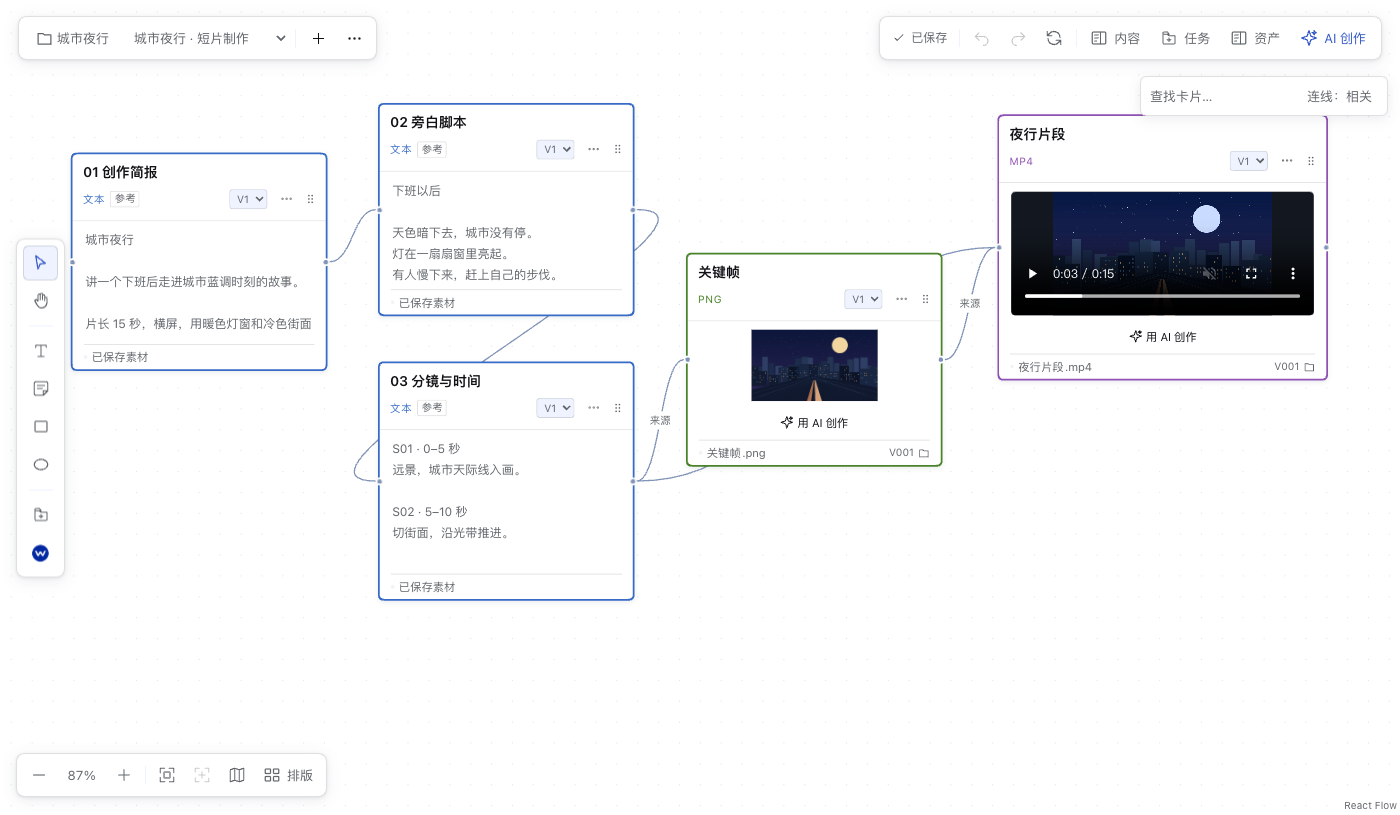 城市夜行
城市夜行 · 短片制作
已保存
内容
任务
资产
AI 创作
查找卡片...
连线：相关
01 创作简报
文本 参考 V1
城市夜行
讲一个下班后走进城市蓝调时刻的故事。
片长 15 秒，横屏，用暖色灯窗和冷色街面
已保存素材
02 旁白脚本
文本 参考 V1
下班以后
天色暗下去，城市没有停。
灯在一扇扇窗里亮起。
有人慢下来，赶上自己的步伐。
已保存素材
03 分镜与时间
文本 参考 V1
S01 · 0–5 秒
远景，城市天际线入画。
S02 · 5–10 秒
切街面，沿光带推进。
已保存素材
来源
关键帧
PNG V1
用 AI 创作
关键帧.png V001
来源
夜行片段
MP4 V1
0:03 / 0:15
用 AI 创作
夜行片段.mp4 V001
87%
排版
React Flow